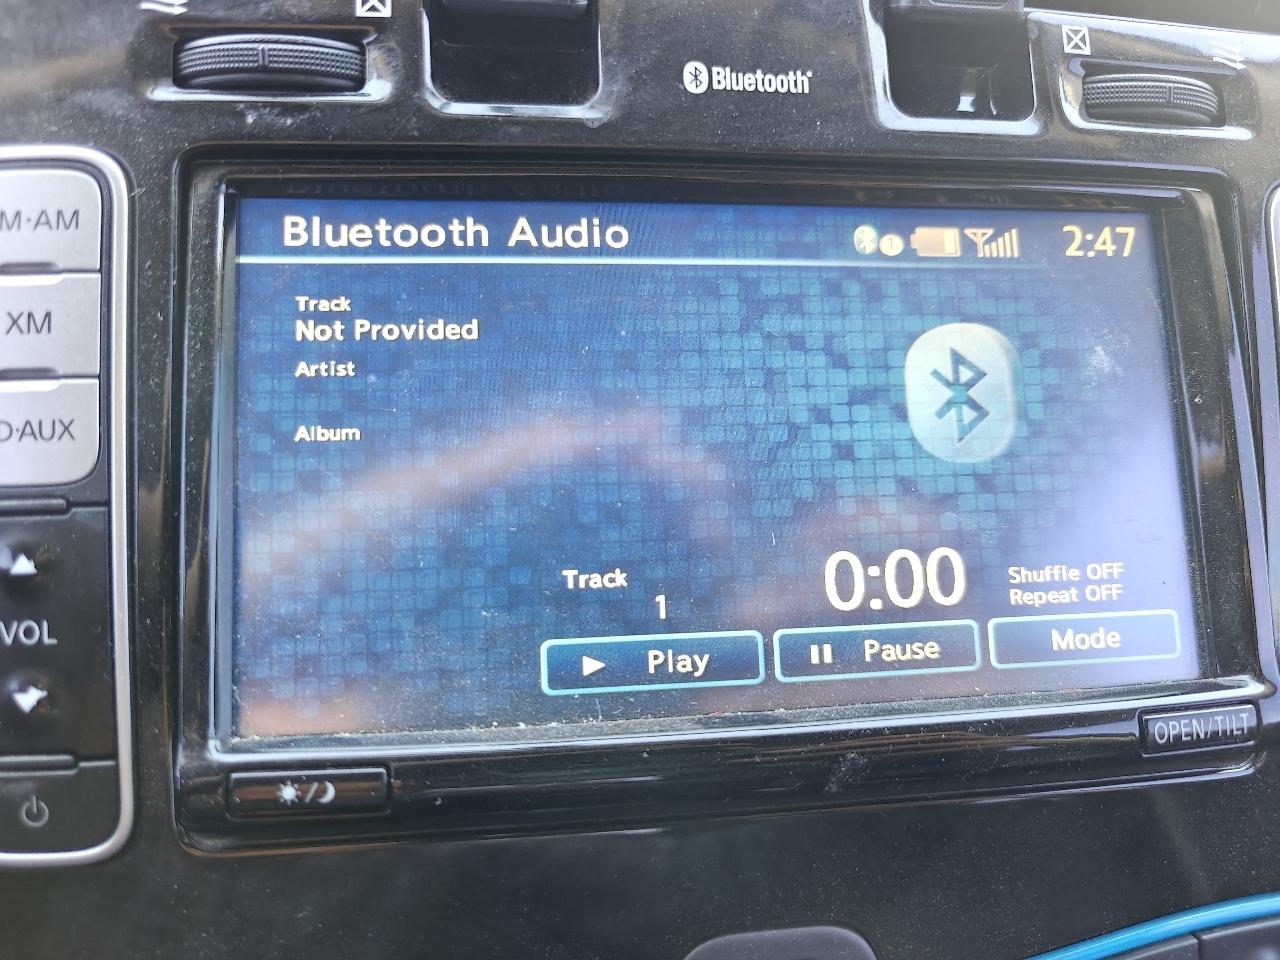 Bluetooth
M·AM
XM
D·AUX
VOL
Bluetooth Audio
1
2:47
Track
Not Provided
Artist
Album
Track
1
0:00
Shuffle OFF
Repeat OFF
Play
Pause
Mode
OPEN/TILT